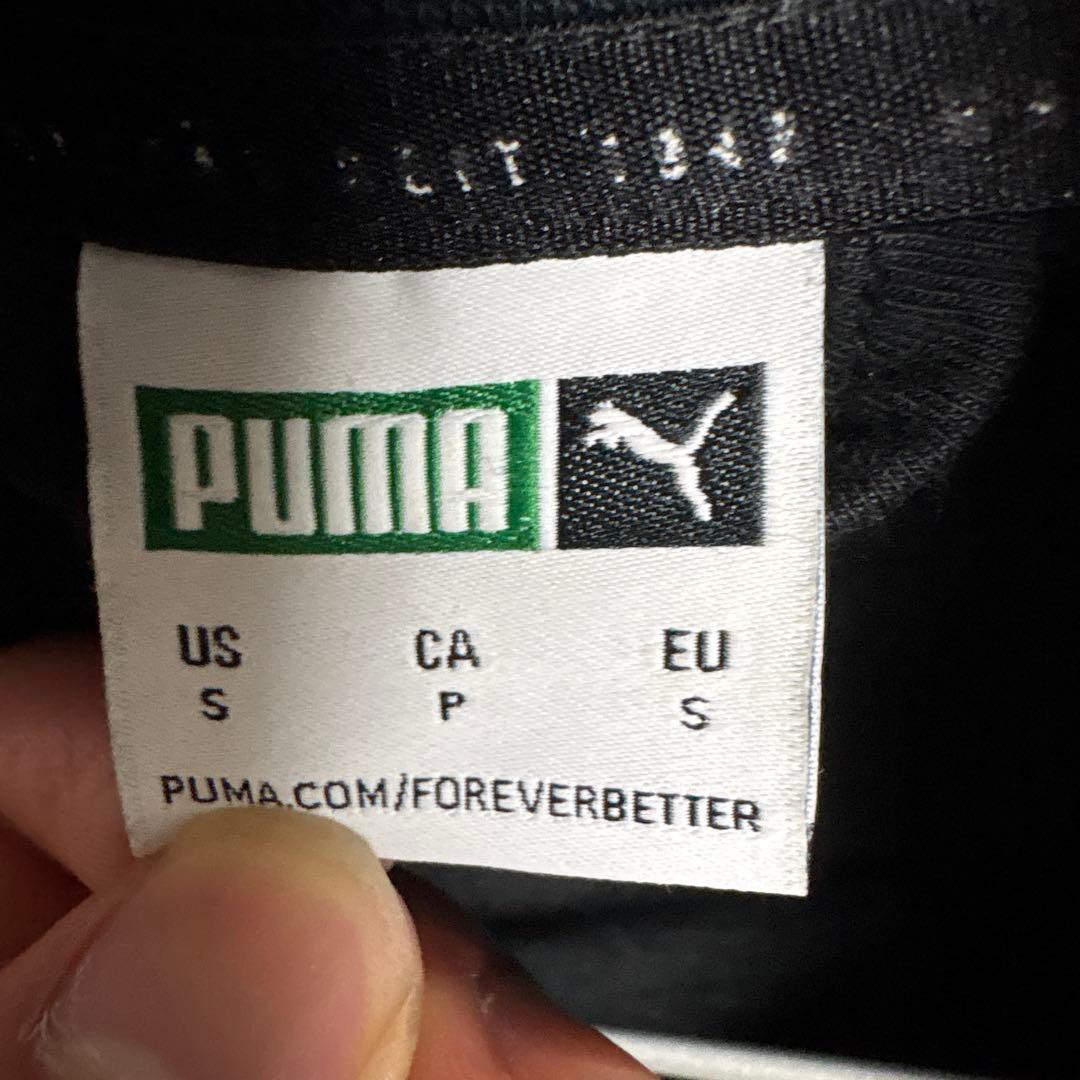 PUMA
US CA EU
S P S
PUMA.COM/FOREVERBETTER